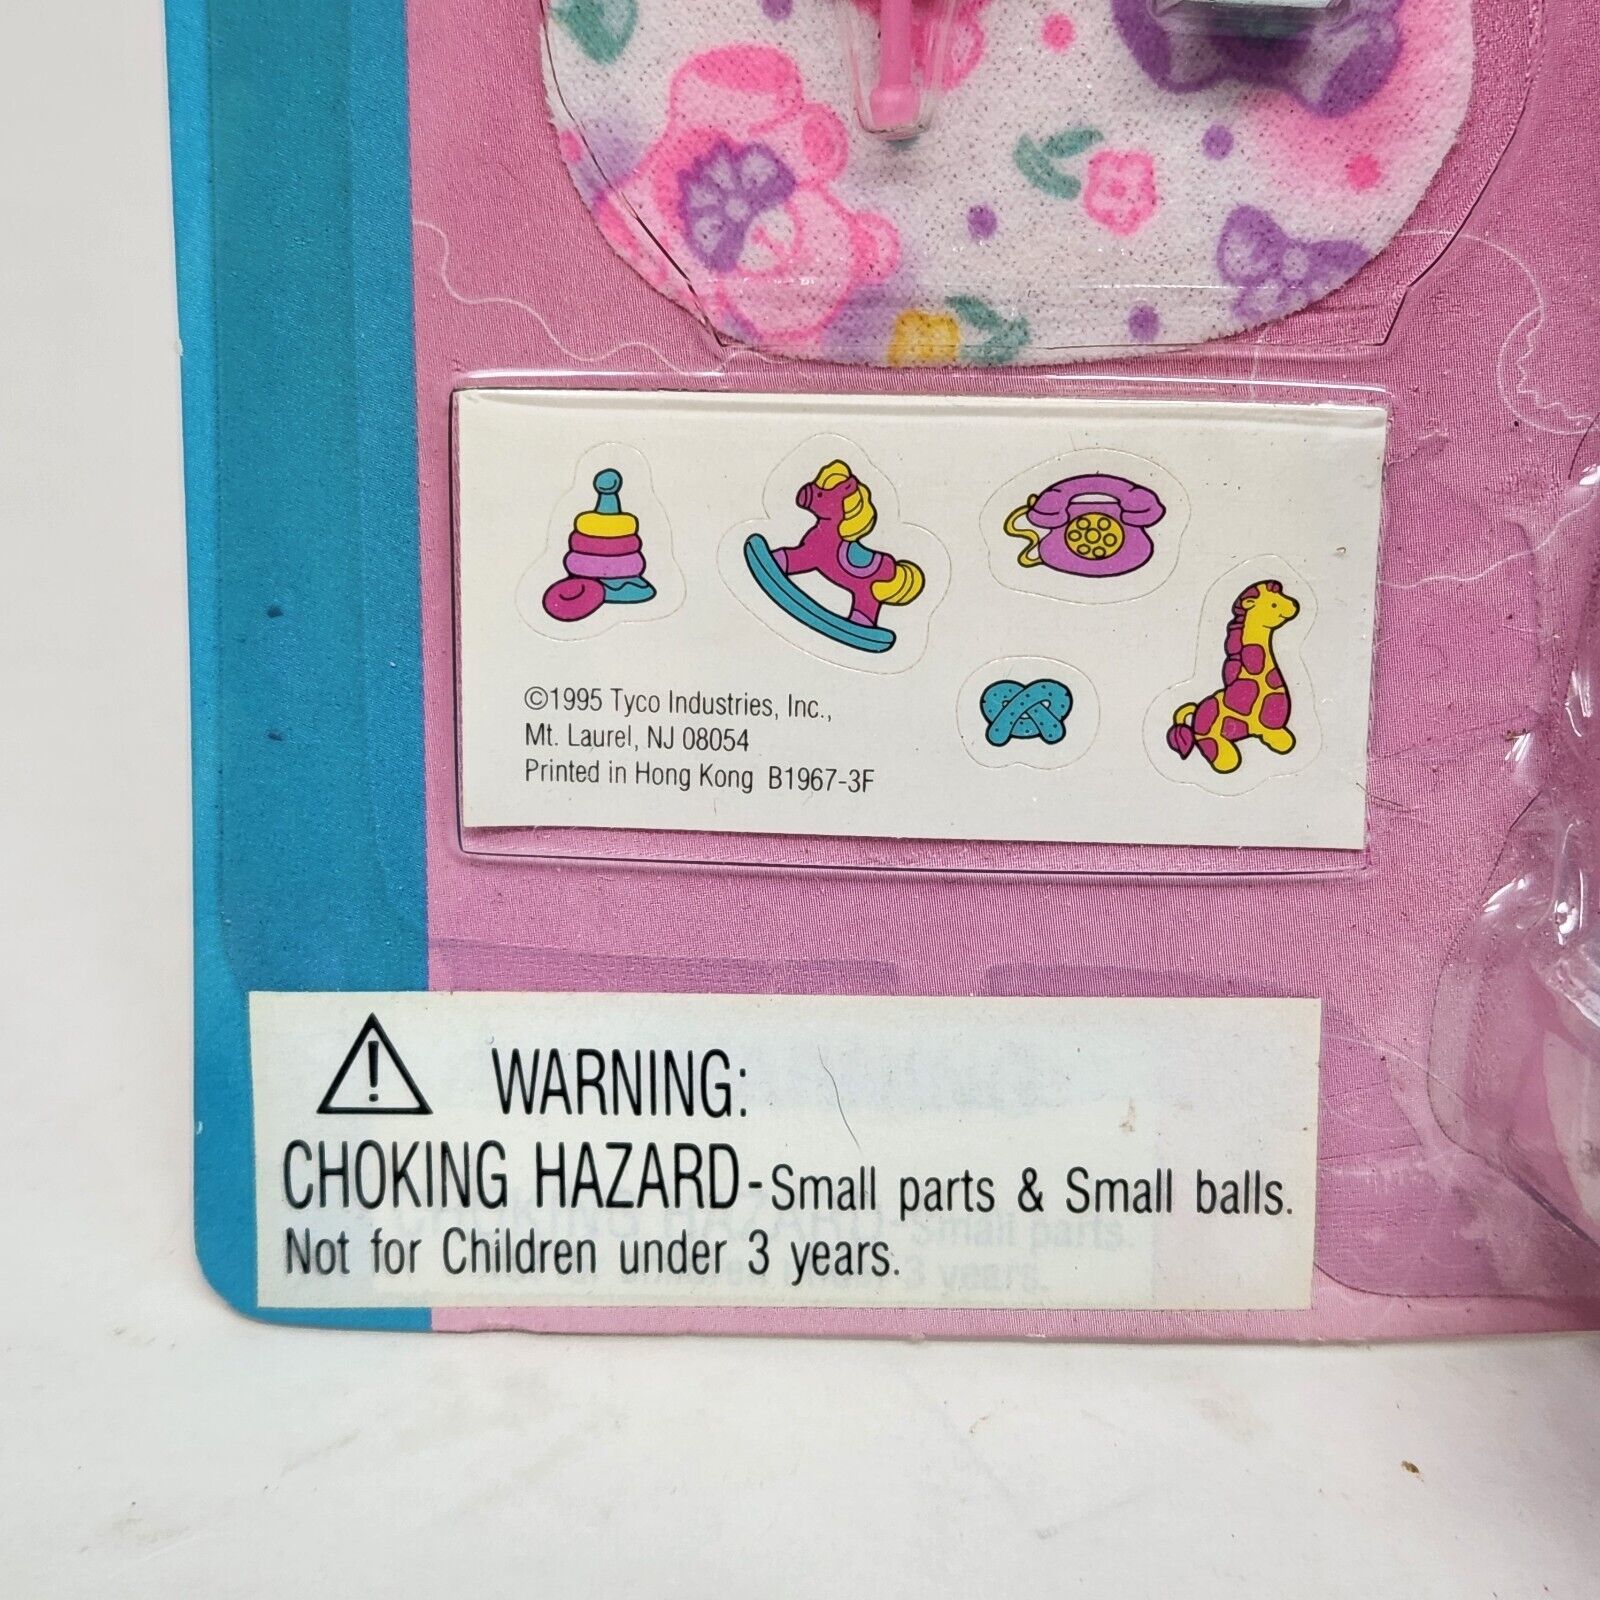 ©1995 Tyco Industries, Inc.,
Mt. Laurel, NJ 08054
Printed in Hong Kong B1967-3F
WARNING:
CHOKING HAZARD-Small parts & Small balls.
Not for Children under 3 years.